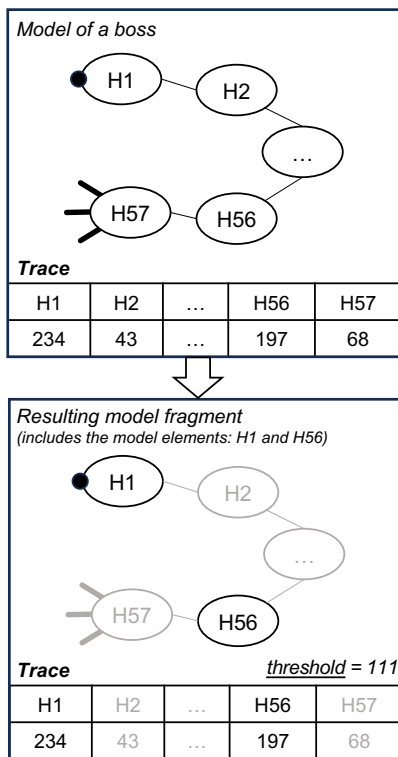 Model of a boss
H1
H2
...
H57
H56
Trace
H1 H2 ... H56 H57
234 43 ... 197 68
Resulting model fragment
(includes the model elements: H1 and H56)
H1
H2
...
H57
H56
Trace threshold = 111
H1 H2 ... H56 H57
234 43 ... 197 68